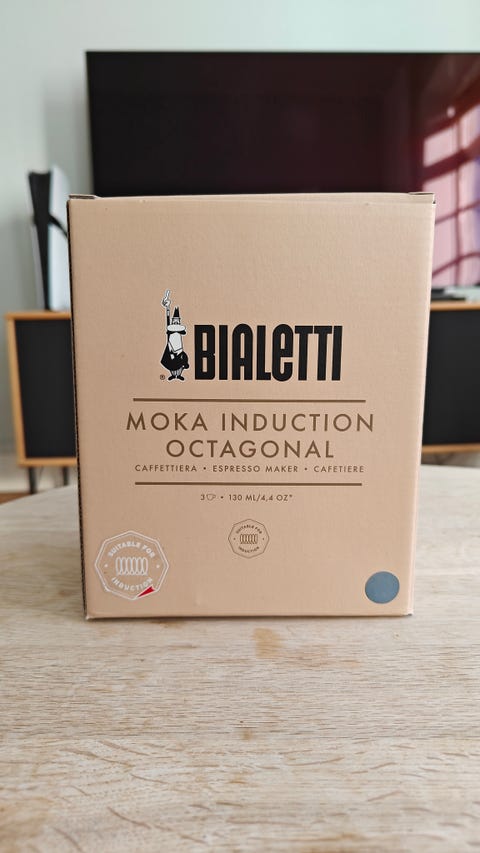 BIALETTI
®
MOKA INDUCTION
OCTAGONAL
CAFFETTIERA • ESPRESSO MAKER • CAFETIERE
3 • 130 ML/4,4 OZ*
SUITABLE FOR
INDUCTION
SUITABLE FOR
INDUCTION